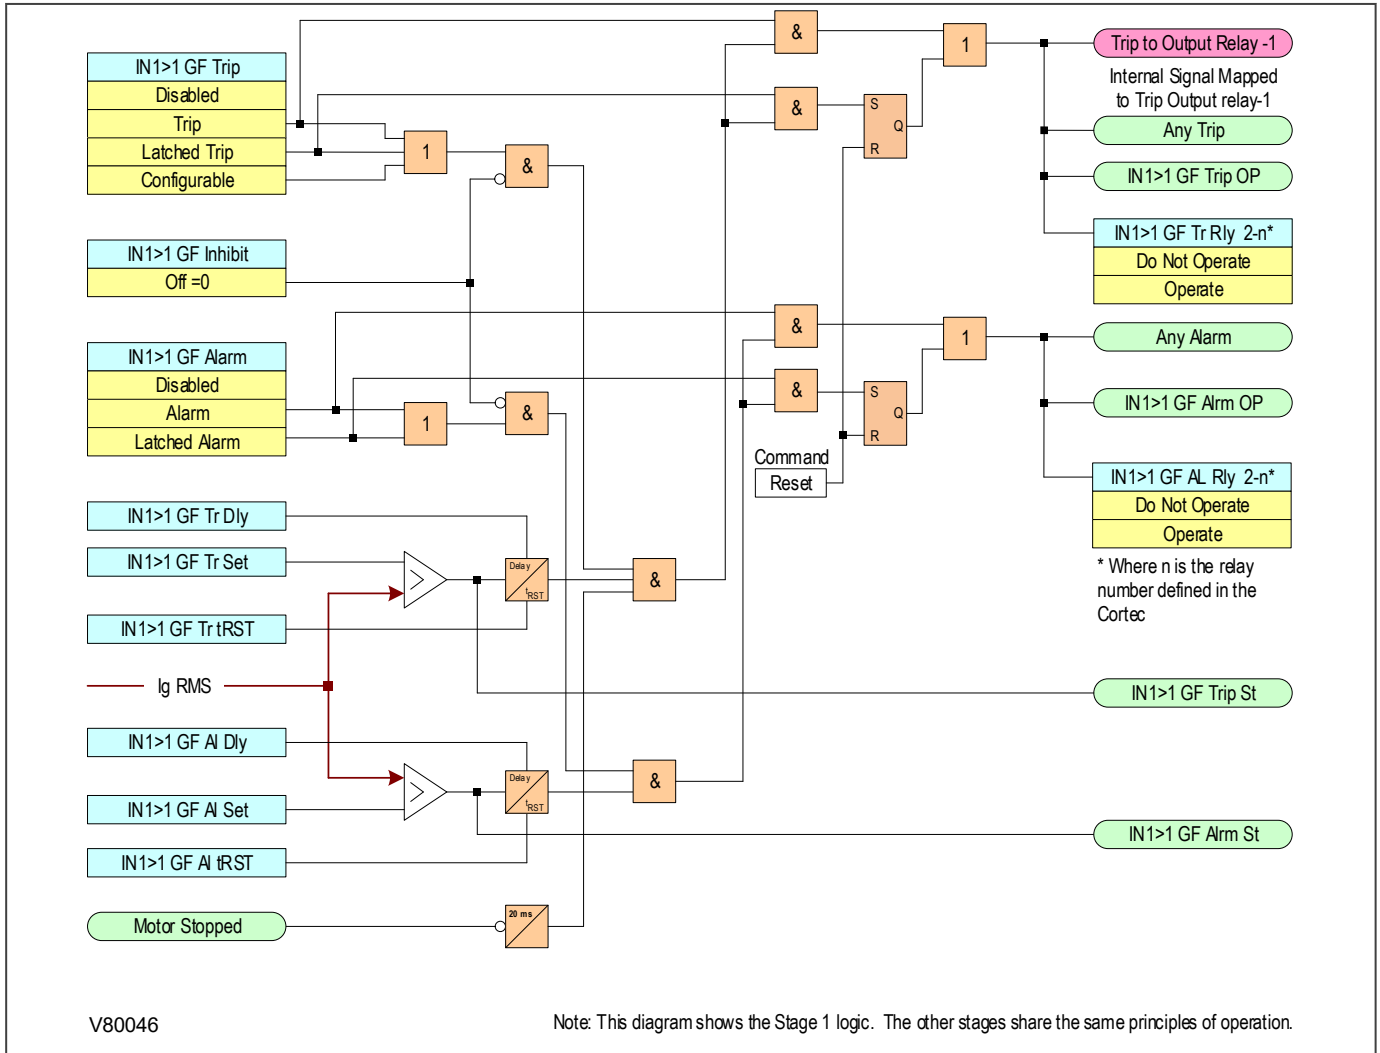 IN1>1 GF Trip
Disabled
Trip
Latched Trip
Configurable
IN1>1 GF Inhibit
Off =0
IN1>1 GF Alarm
Disabled
Alarm
Latched Alarm
IN1>1 GF Tr Dly
IN1>1 GF Tr Set
IN1>1 GF Tr tRST
Ig RMS
IN1>1 GF Al Dly
IN1>1 GF Al Set
IN1>1 GF Al tRST
Motor Stopped
1
&
&
1
>
Delay
tRST
&
>
Delay
tRST
&
20 ms
&
&
S
Q
R
1
&
&
S
Q
R
1
Command
Reset
Trip to Output Relay -1
Internal Signal Mapped
to Trip Output relay-1
Any Trip
IN1>1 GF Trip OP
IN1>1 GF Tr Rly 2-n*
Do Not Operate
Operate
Any Alarm
IN1>1 GF Alrm OP
IN1>1 GF AL Rly 2-n*
Do Not Operate
Operate
* Where n is the relay
number defined in the
Cortec
IN1>1 GF Trip St
IN1>1 GF Alrm St
V80046
Note: This diagram shows the Stage 1 logic. The other stages share the same principles of operation.